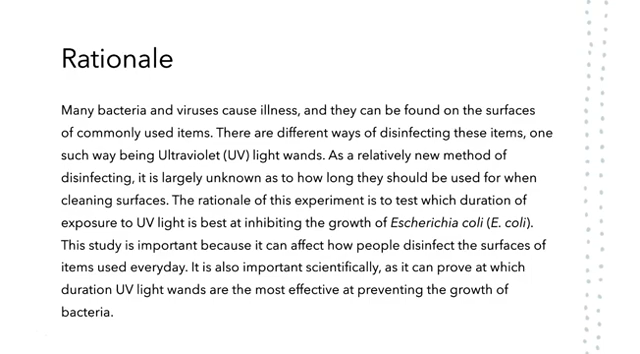 Rationale
Many bacteria and viruses cause illness, and they can be found on the surfaces
of commonly used items. There are different ways of disinfecting these items, one
such way being Ultraviolet (UV) light wands. As a relatively new method of
disinfecting, it is largely unknown as to how long they should be used for when
cleaning surfaces. The rationale of this experiment is to test which duration of
exposure to UV light is best at inhibiting the growth of Escherichia coli (E. coli).
This study is important because it can affect how people disinfect the surfaces of
items used everyday. It is also important scientifically, as it can prove at which
duration UV light wands are the most effective at preventing the growth of
bacteria.